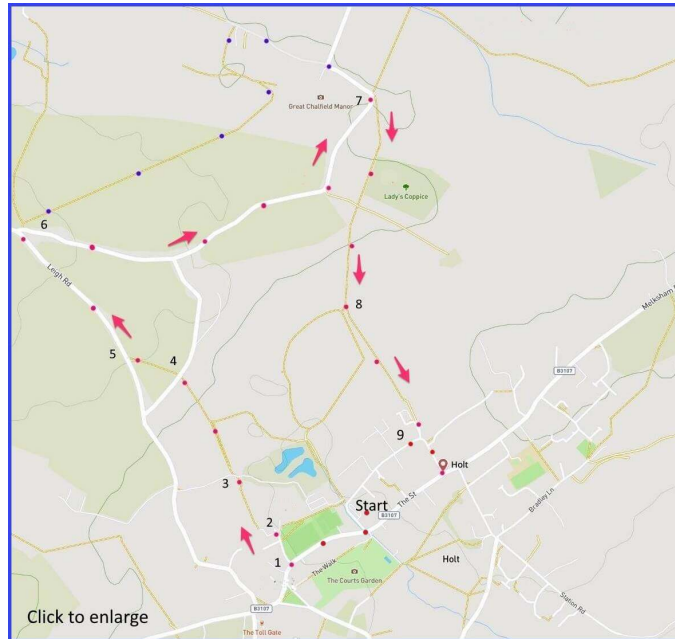 7
Great Chalfield Manor
Lady's Coppice
6
Leigh Rd
8
5
4
B3107
9
Holt
3
Start
The St
B3107
Bradley Ln
2
The Walk
1
The Courts Garden
Holt
Station Rd
B3107
Click to enlarge
The Toll Gate